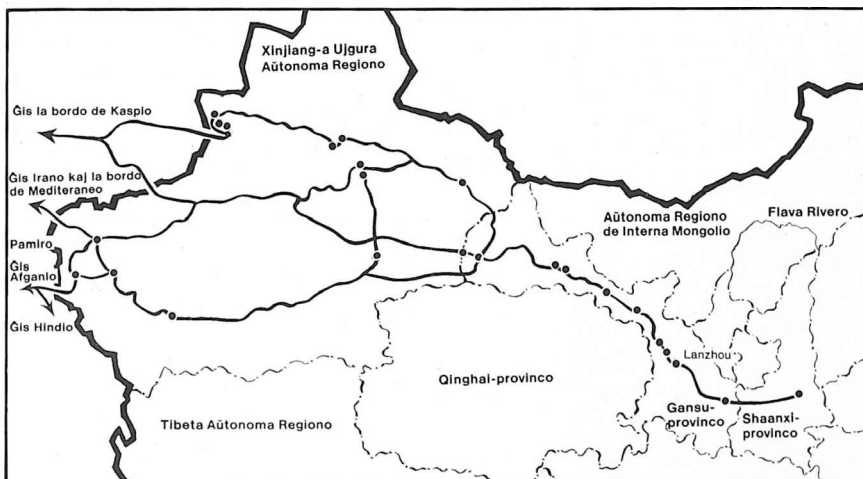 Xinjiang-a Ujgura
Aŭtonoma Regiono
Ĝis la bordo de Kaspio
Ĝis Irano kaj la bordo
de Mediteraneo
Pamiro
Ĝis
Afganio
Ĝis Hindio
Aŭtonoma Regiono
de Interna Mongolio
Flava Rivero
Lanzhou
Qinghai-provinco
Gansu-
provinco
Shaanxi-
provinco
Tibeta Aŭtonoma Regiono